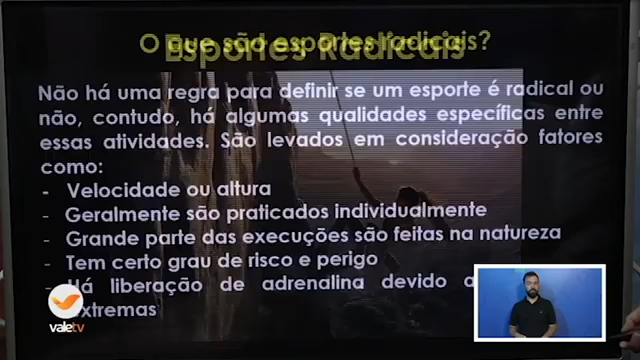 O que são esportes radicais?
Esportes Radicais
Não há uma regra para definir se um esporte é radical ou
não, contudo, há algumas qualidades específicas entre
essas atividades. São levados em consideração fatores
como:
- Velocidade ou altura
- Geralmente são praticados individualmente
- Grande parte das execuções são feitas na natureza
- Tem certo grau de risco e perigo
- Há liberação de adrenalina devido a
extremas
valetv